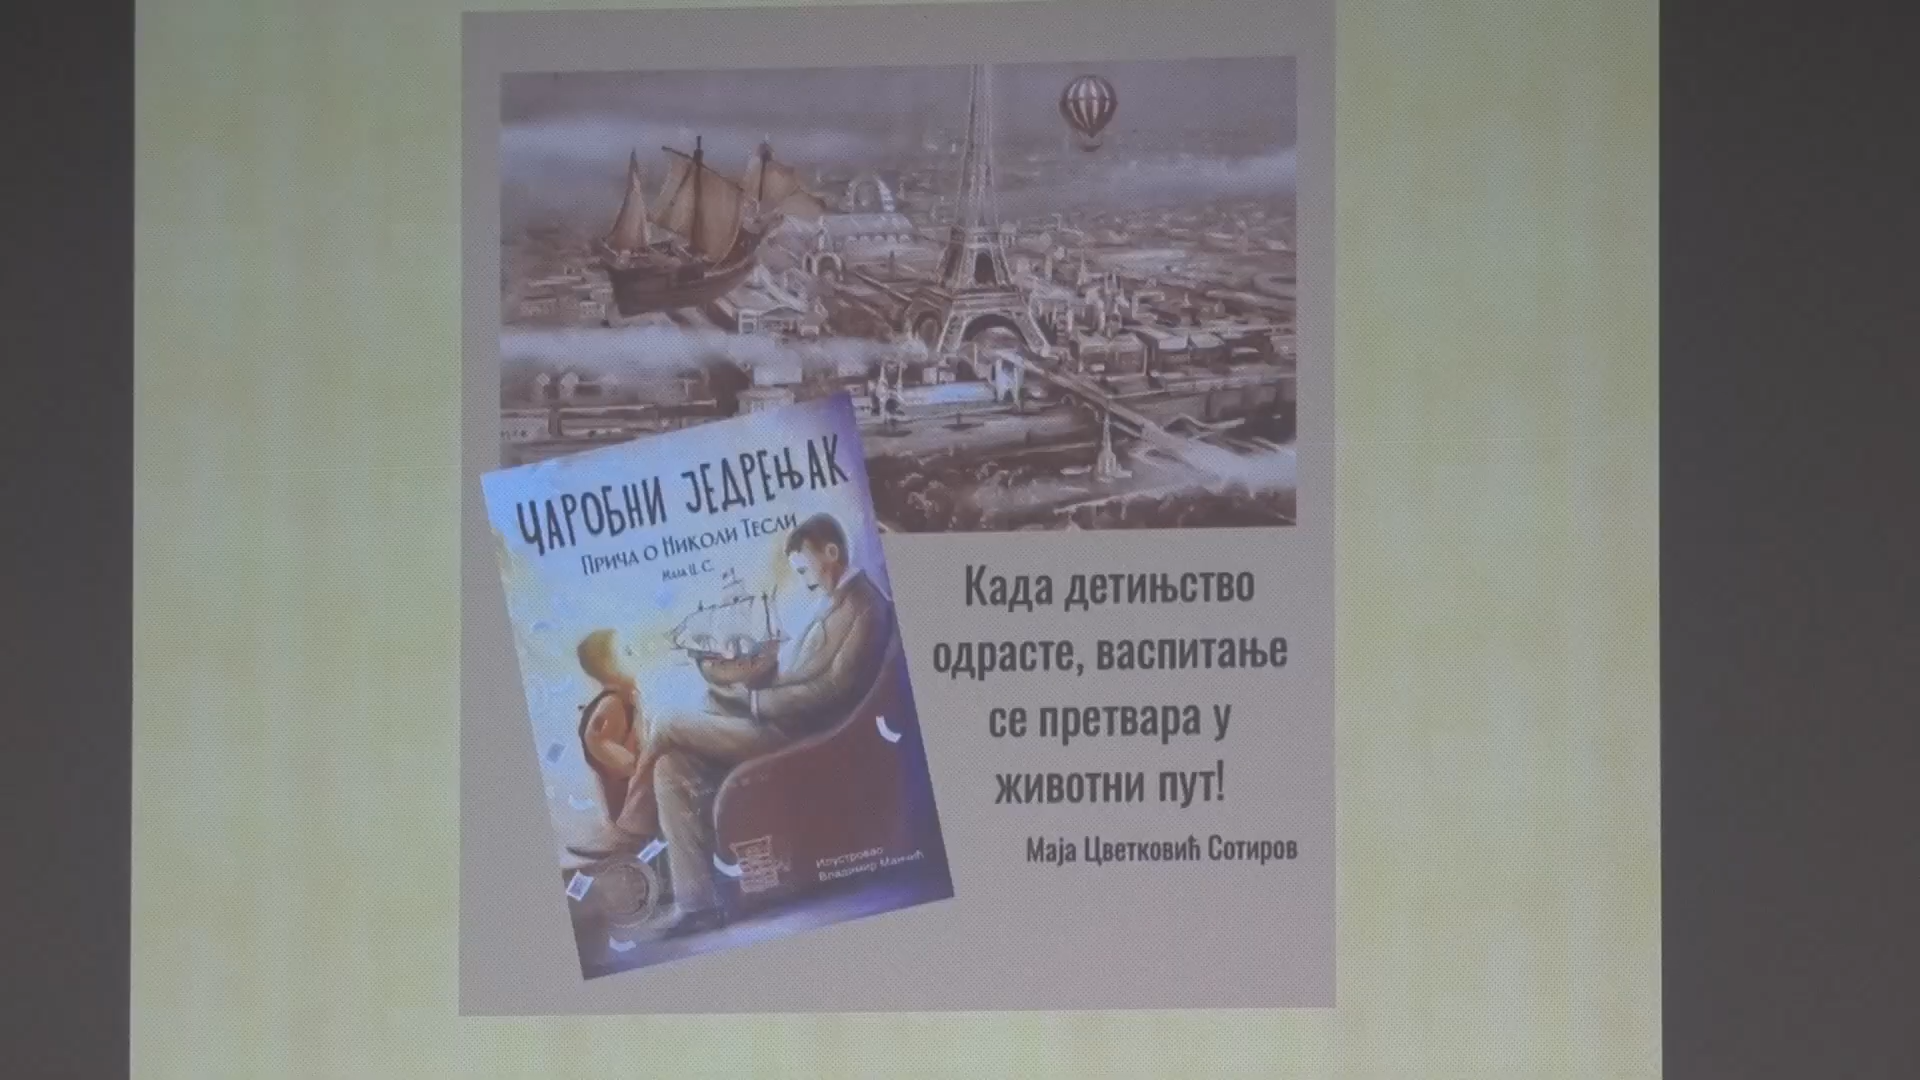 ЧАРОБНИ ЈЕДРЕЊАК
ПРИЧА О НИКОЛИ ТЕСЛИ
Маја Ц. С.
Илустровао
Владимир Манчић
Када детињство
одрасте, васпитање
се претвара у
животни пут!
Маја Цветковић Сотиров